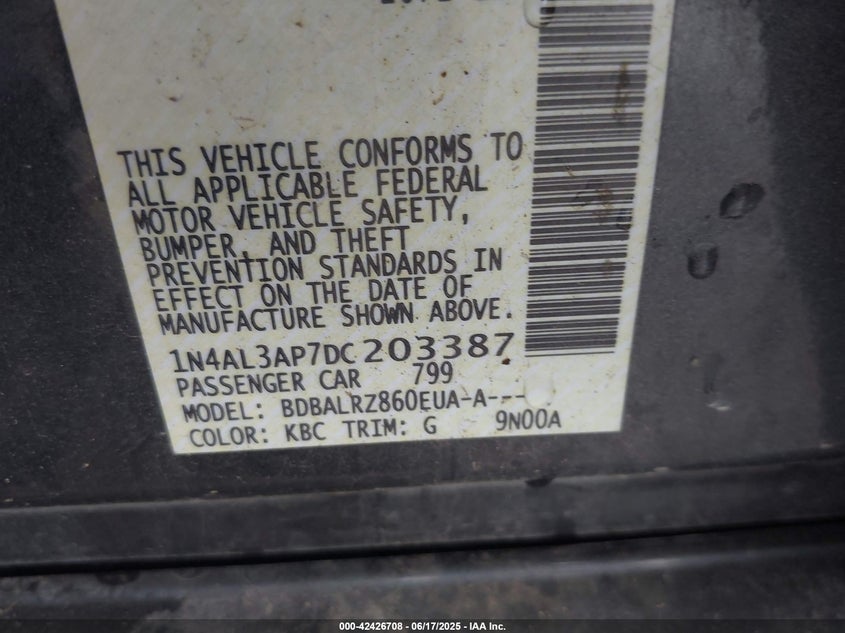 THIS VEHICLE CONFORMS TO
ALL APPLICABLE FEDERAL
MOTOR VEHICLE SAFETY,
BUMPER, AND THEFT
PREVENTION STANDARDS IN
EFFECT ON THE DATE OF
MANUFACTURE SHOWN ABOVE.
1N4AL3AP7DC203387
PASSENGER CAR 799
MODEL: BDBALRZ860EUA-A---
COLOR: KBC TRIM: G 9N00A
000-42426708 - 06/17/2025 - IAA Inc.